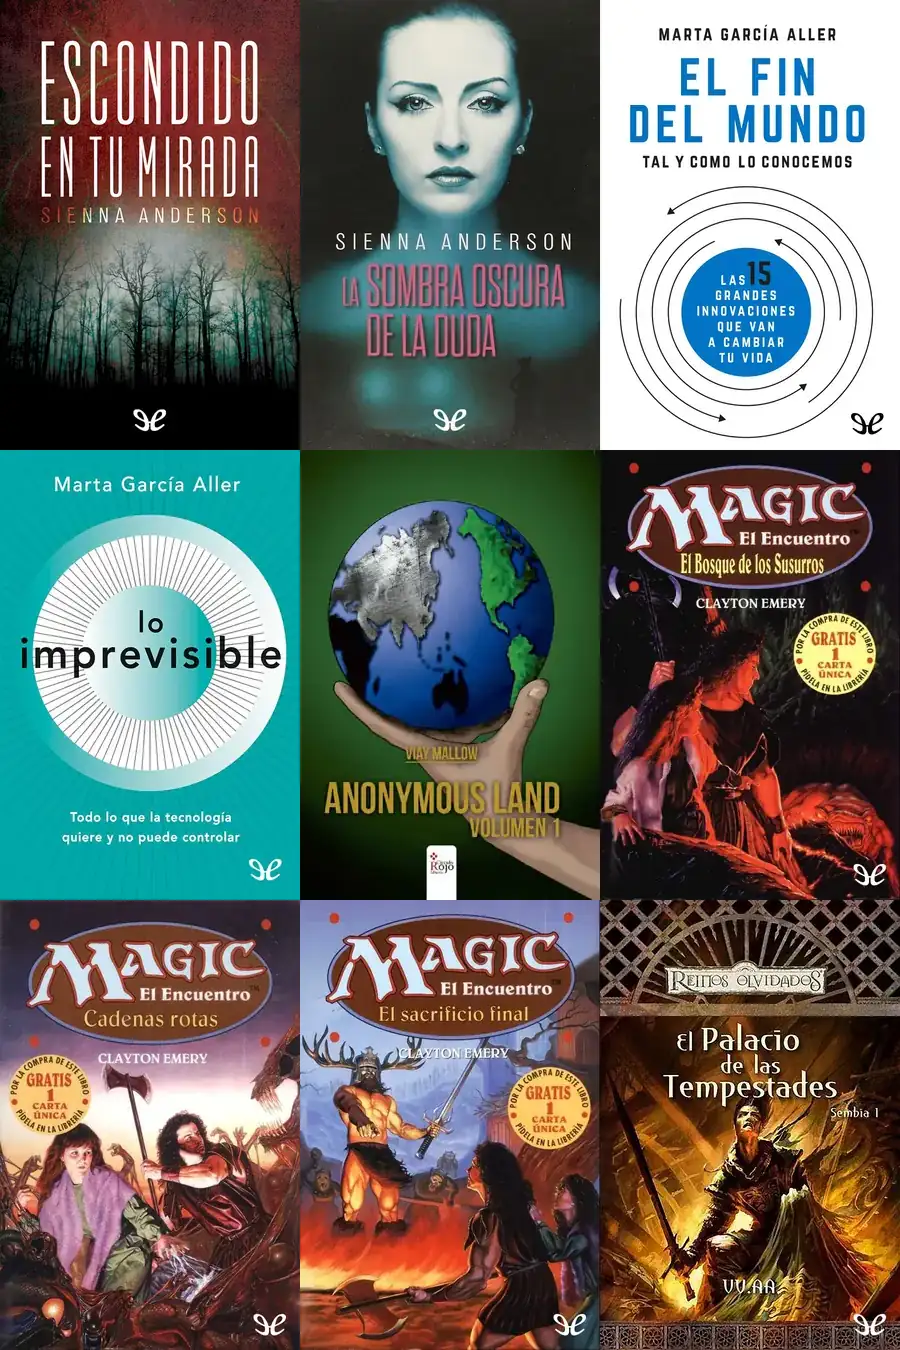 ESCONDIDO
EN TU MIRADA
SIENNA ANDERSON
SIENNA ANDERSON
LA SOMBRA OSCURA
DE LA DUDA
MARTA GARCÍA ALLER
EL FIN
DEL MUNDO
TAL Y COMO LO CONOCEMOS
LAS 15
GRANDES
INNOVACIONES
QUE VAN
A CAMBIAR
TU VIDA
Marta García Aller
lo
imprevisible
Todo lo que la tecnología
quiere y no puede controlar
VIAY MALLOW
ANONYMOUS LAND
VOLUMEN 1
Rojo
MAGIC
El Encuentro
El Bosque de los Susurros
CLAYTON EMERY
POR LA COMPRA DE ESTE LIBRO
GRATIS
1
CARTA
ÚNICA
PÍDELA EN LA LIBRERÍA
MAGIC
El Encuentro™
Cadenas rotas
CLAYTON EMERY
POR LA COMPRA DE ESTE LIBRO
GRATIS
1
CARTA
ÚNICA
PÍDELA EN LA LIBRERÍA
MAGIC
El Encuentro™
El sacrificio final
CLAYTON EMERY
POR LA COMPRA DE ESTE LIBRO
GRATIS
1
CARTA
ÚNICA
PÍDELA EN LA LIBRERÍA
REINOS OLVIDADOS
El Palacio
de las
Tempestades
Sembia 1
VV.AA.